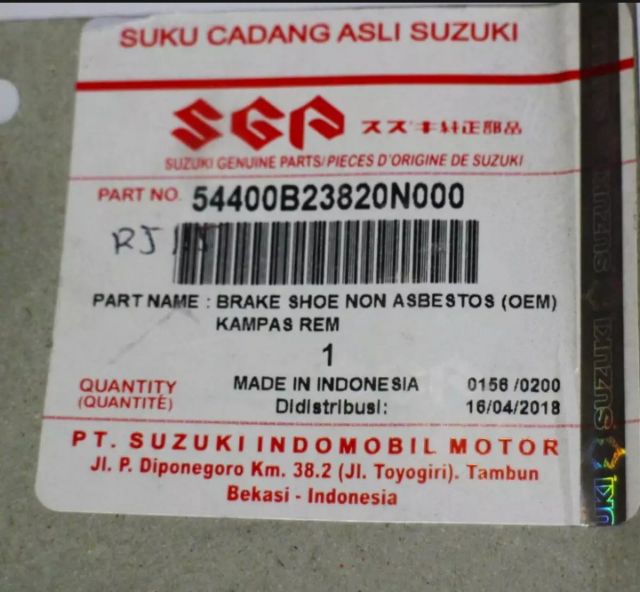 SUKU CADANG ASLI SUZUKI
SGP スズキ純正部品
SUZUKI GENUINE PARTS/PIECES D'ORIGINE DE SUZUKI
PART NO. 54400B23820N000
RJ
PART NAME : BRAKE SHOE NON ASBESTOS (OEM)
KAMPAS REM
1
QUANTITY MADE IN INDONESIA 0156 /0200
(QUANTITÉ) Didistribusi: 16/04/2018
PT. SUZUKI INDOMOBIL MOTOR
Jl. P. Diponegoro Km. 38.2 (Jl. Toyogiri). Tambun
Bekasi - Indonesia
SUZUKI
SUZUKI